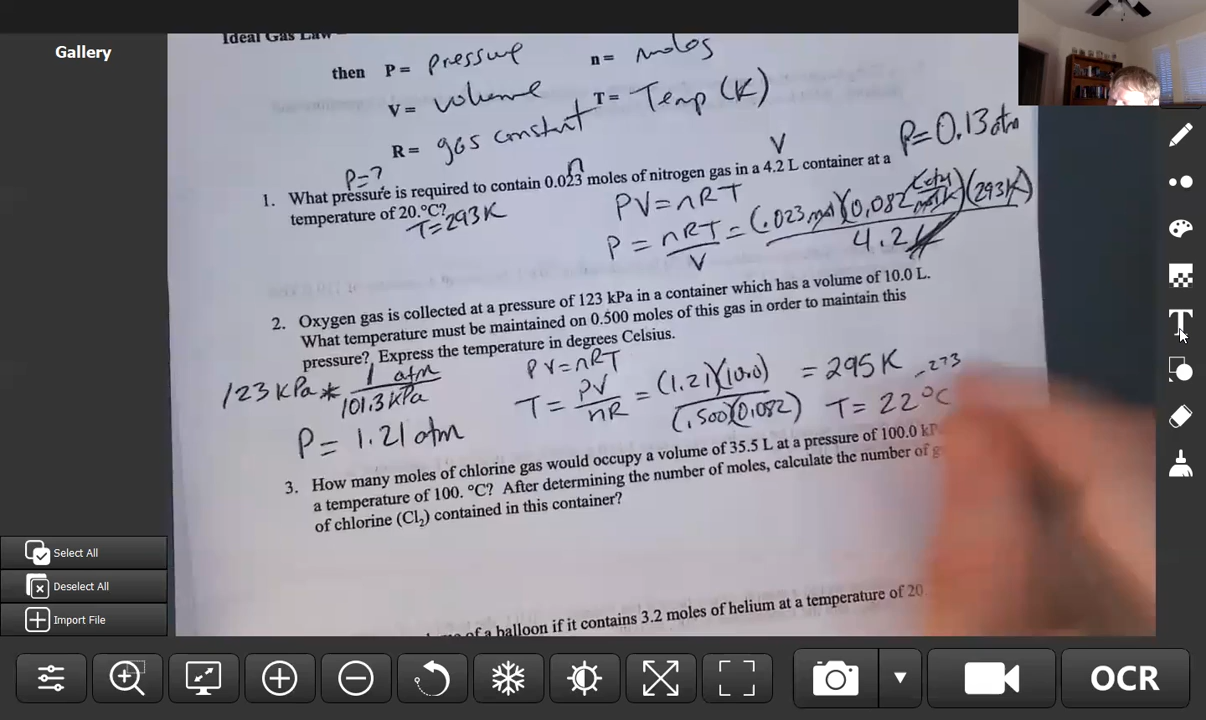 Gallery
Ideal Gas Law
then P = pressure n = moles
V = volume T = Temp (K)
R = gas constant
P=?
n
V
P=0.13 atm
1. What pressure is required to contain 0.023 moles of nitrogen gas in a 4.2 L container at a
temperature of 20.°C?
T=293K
PV=nRT
P = nRT/V = (.023 mol)(0,082 L atm/mol K)(293K)/4.2 L
2. Oxygen gas is collected at a pressure of 123 kPa in a container which has a volume of 10.0 L.
What temperature must be maintained on 0.500 moles of this gas in order to maintain this
pressure? Express the temperature in degrees Celsius.
123 kPa * 1 atm/101.3 kPa
P = 1.21 atm
PV=nRT
T = PV/nR = (1.21)(10.0)/(.500)(0.082) = 295K -273
T = 22°C
3. How many moles of chlorine gas would occupy a volume of 35.5 L at a pressure of 100.0
a temperature of 100. °C? After determining the number of moles, calculate the number of
of chlorine (Cl₂) contained in this container?
of a balloon if it contains 3.2 moles of helium at a temperature of 20
Select All
Deselect All
Import File
T
OCR